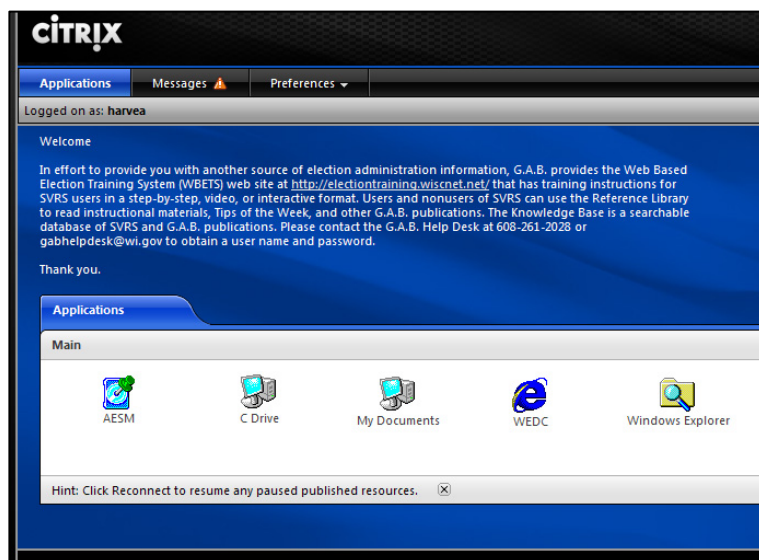 CİTRIX
Applications Messages Preferences
Logged on as: harvea
Welcome
In effort to provide you with another source of election administration information, G.A.B. provides the Web Based
Election Training System (WBETS) web site at http://electiontraining.wiscnet.net/ that has training instructions for
SVRS users in a step-by-step, video, or interactive format. Users and nonusers of SVRS can use the Reference Library
to read instructional materials, Tips of the Week, and other G.A.B. publications. The Knowledge Base is a searchable
database of SVRS and G.A.B. publications. Please contact the G.A.B. Help Desk at 608-261-2028 or
gabhelpdesk@wi.gov to obtain a user name and password.
Thank you.
Applications
Main
AESM C Drive My Documents WEDC Windows Explorer
Hint: Click Reconnect to resume any paused published resources.